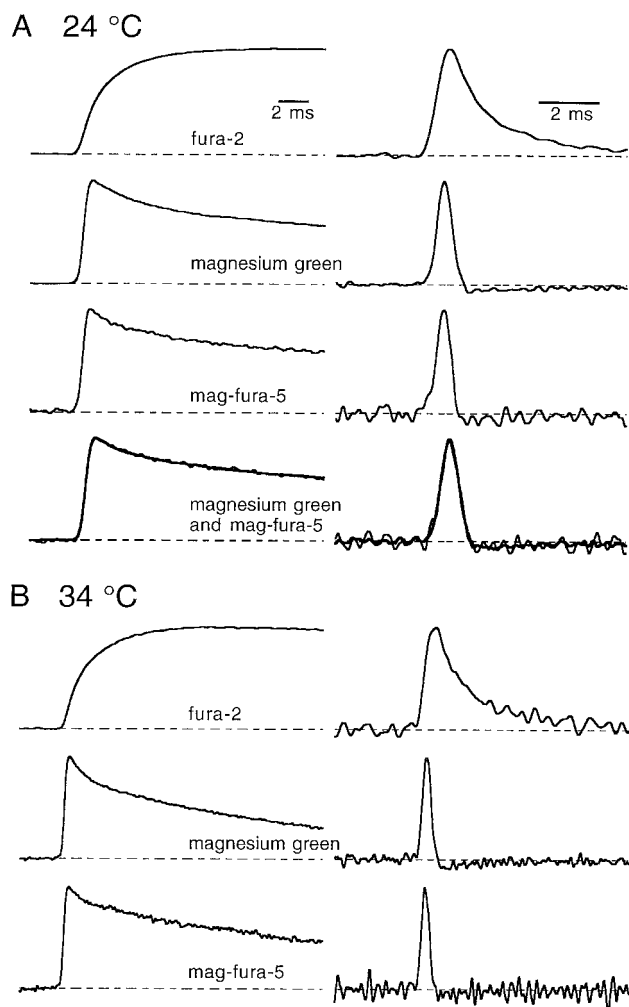 A 24 °C
2 ms
2 ms
fura-2
magnesium green
mag-fura-5
magnesium green
and mag-fura-5
B 34 °C
fura-2
magnesium green
mag-fura-5